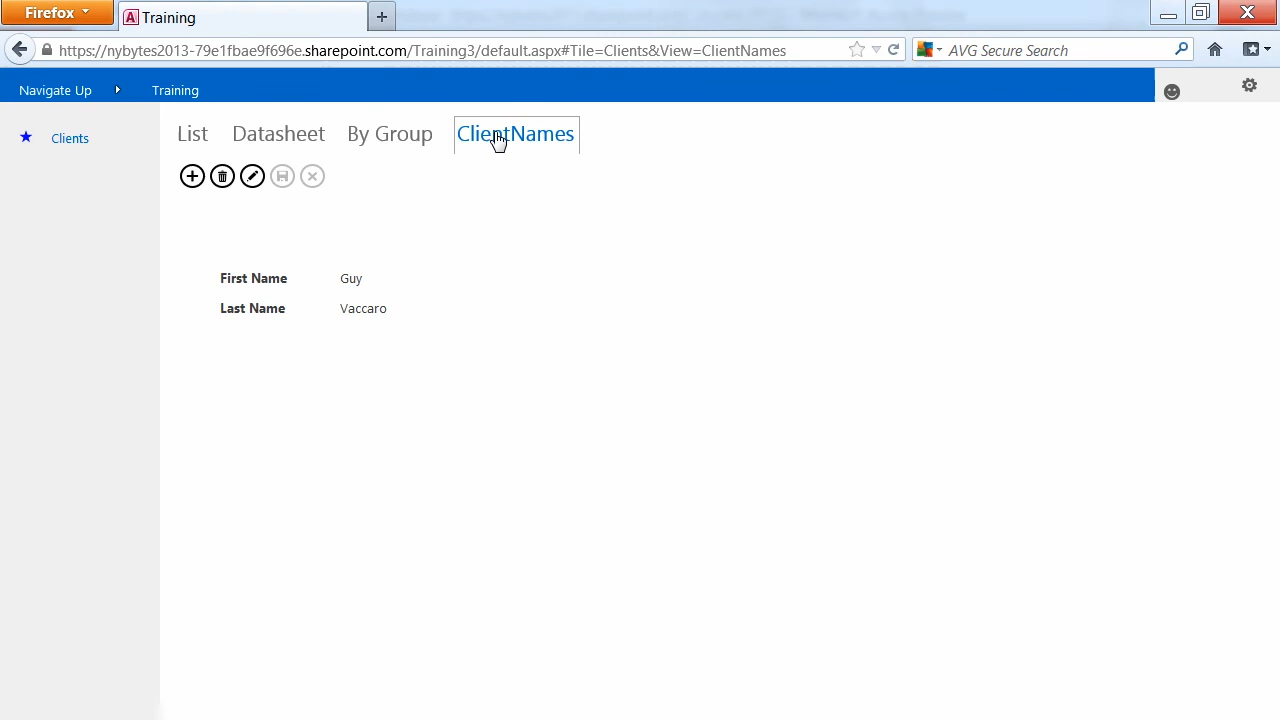 Firefox
Training
https://nybytes2013-79e1fbae9f696e.sharepoint.com/Training3/default.aspx#Tile=Clients&View=ClientNames
AVG Secure Search
Navigate Up
Training
Clients
List
Datasheet
By Group
ClientNames
First Name
Guy
Last Name
Vaccaro